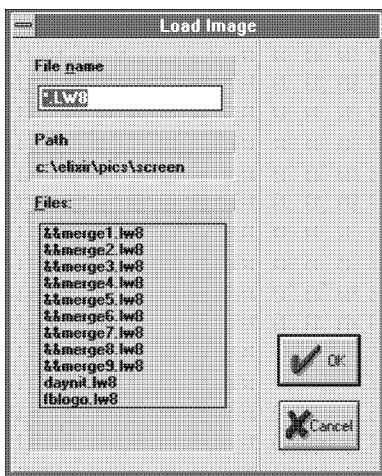 Load Image
File name
*.LW8
Path
c:\elixir\pics\screen
Files:
&&merge1.lw8
&&merge2.lw8
&&merge3.lw8
&&merge4.lw8
&&merge5.lw8
&&merge6.lw8
&&merge7.lw8
&&merge8.lw8
&&merge9.lw8
daynit.lw8
fblogo.lw8
OK
Cancel